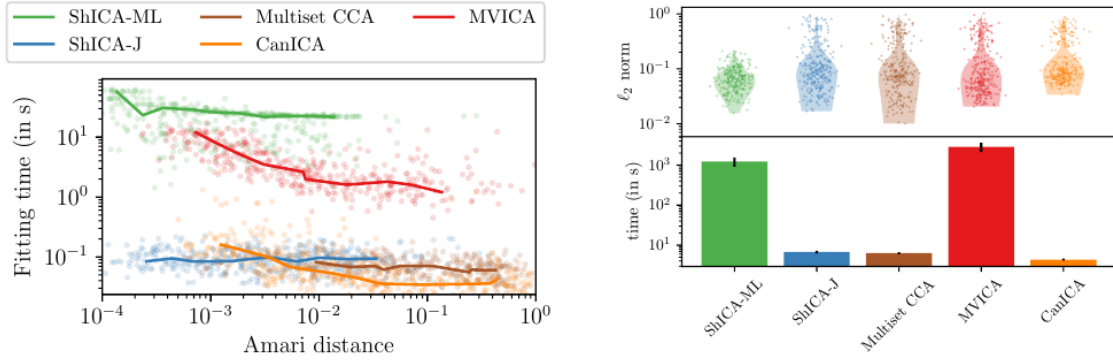 ShICA-ML
Multiset CCA
MVICA
ShICA-J
CanICA
Fitting time (in s)
10^1
10^0
10^-1
10^-4
10^-3
10^-2
10^-1
10^0
Amari distance
ℓ2 norm
10^0
10^-1
10^-2
time (in s)
10^3
10^1
ShICA-ML
ShICA-J
Multiset CCA
MVICA
CanICA